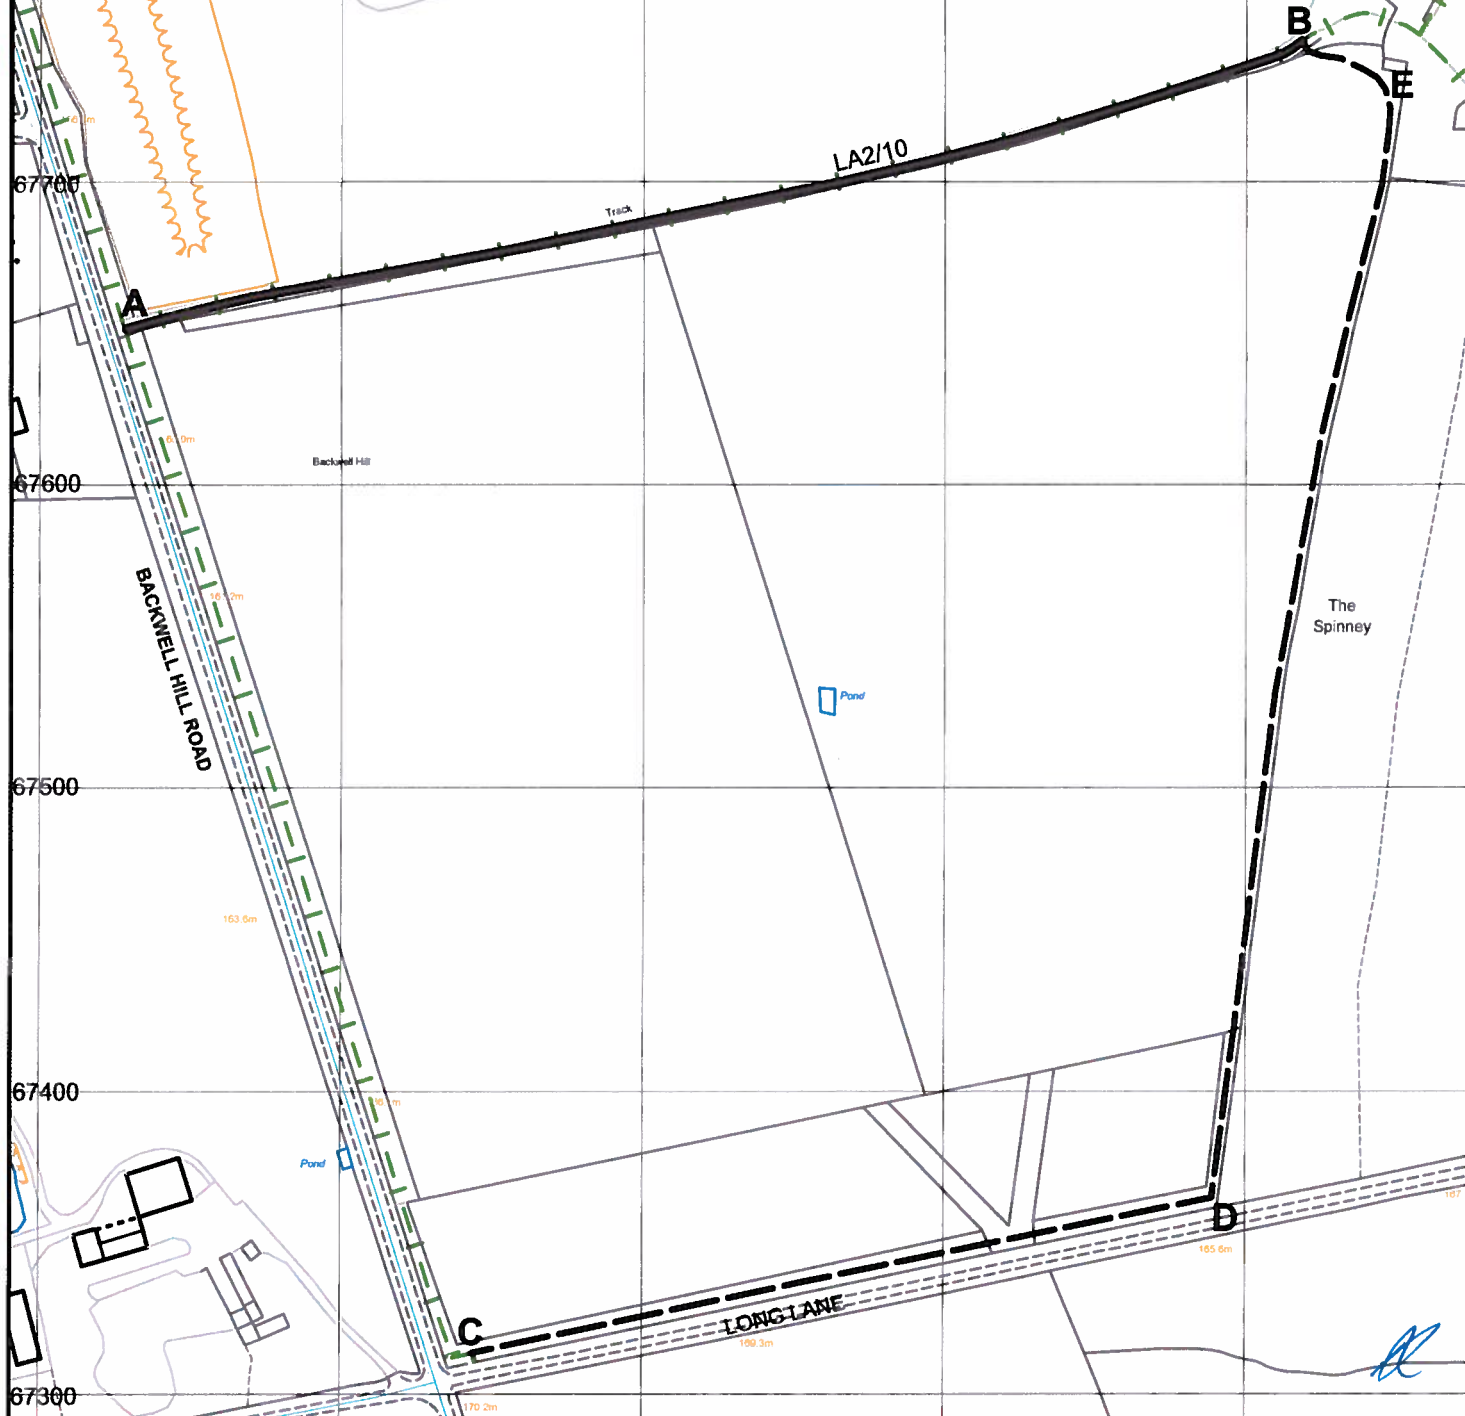 B
E
LA2/10
67700
Track
A
Backwell Hill
67600
BACKWELL HILL ROAD
The
Spinney
Pond
67500
163.6m
67400
Pond
D
165.6m
167
C
LONG LANE
169.3m
67300
170.2m